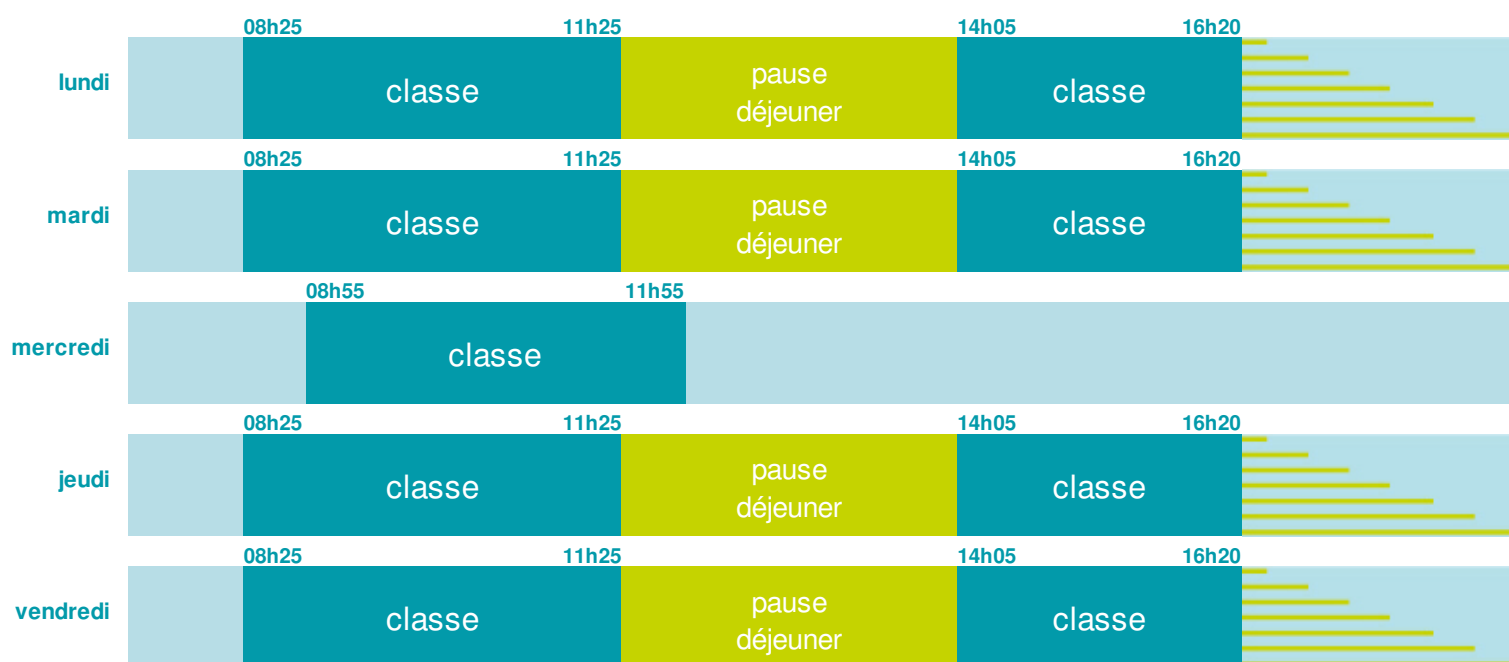 08h25 11h25 14h05 16h20
lundi classe pause déjeuner classe
08h25 11h25 14h05 16h20
mardi classe pause déjeuner classe
08h55 11h55
mercredi classe
08h25 11h25 14h05 16h20
jeudi classe pause déjeuner classe
08h25 11h25 14h05 16h20
vendredi classe pause déjeuner classe